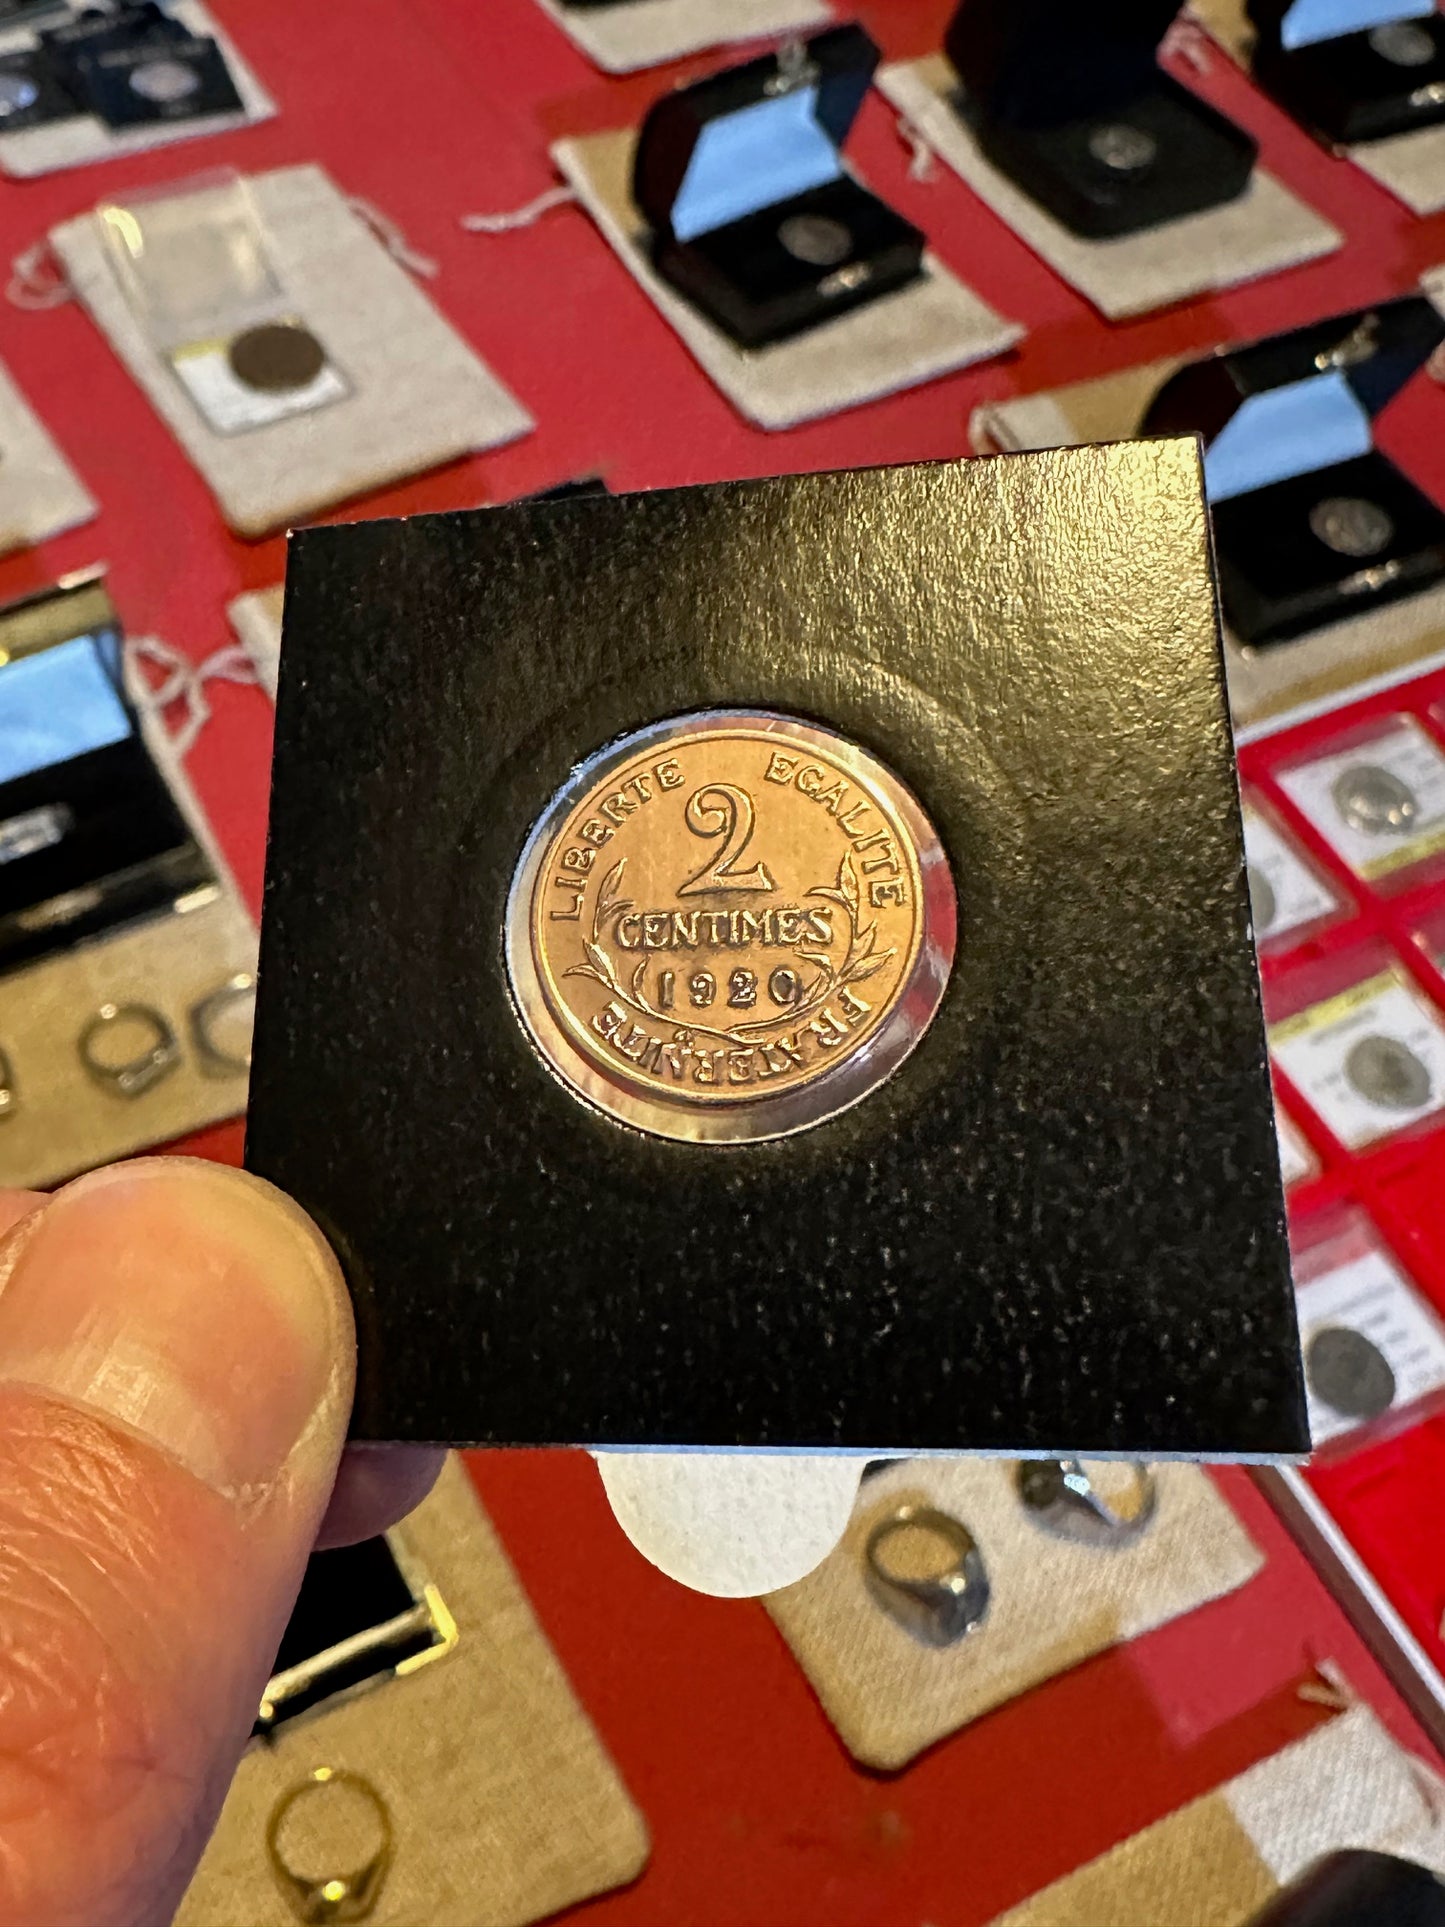 LIBERTE EGALITE FRATERNITE
2
CENTIMES
1920